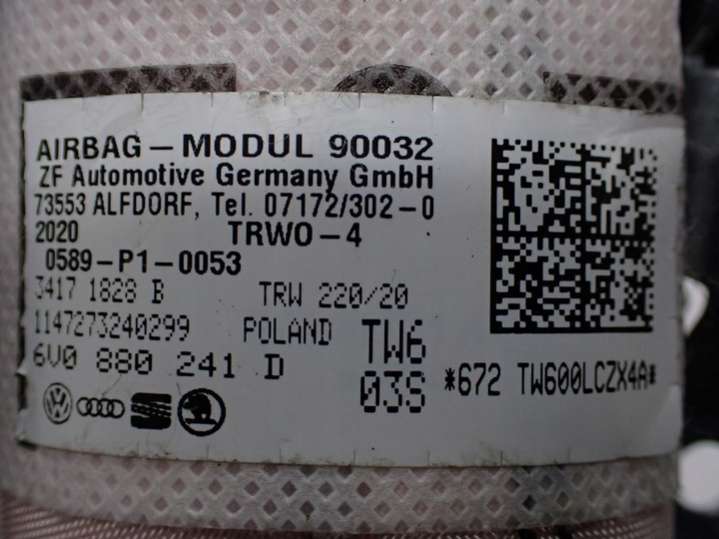 AIRBAG – MODUL 90032
ZF Automotive Germany GmbH
73553 ALFDORF, Tel. 07172/302-0
2020 TRWO-4
0589-P1-0053
3417 1828 B TRW 220/20
1147273240299 POLAND TW6
6V0 880 241 D 03S *672 TW600LCZX4A*